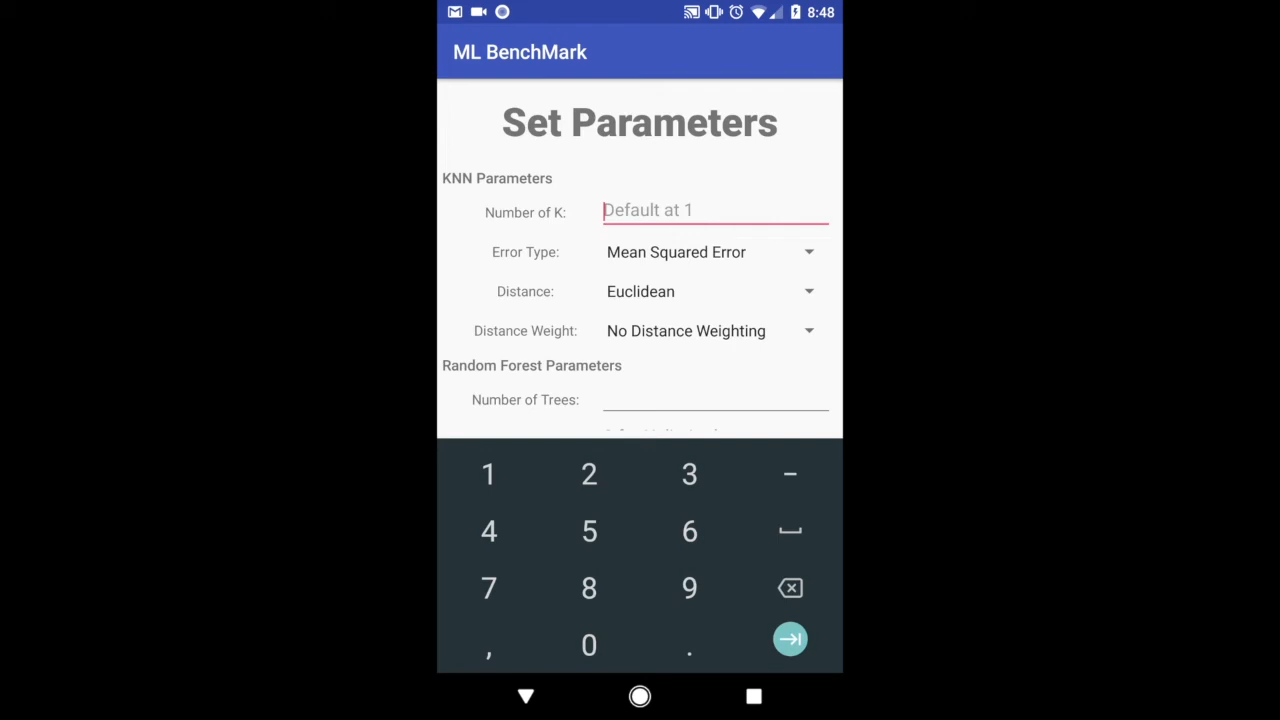 8:48
ML BenchMark
Set Parameters
KNN Parameters
Number of K: Default at 1
Error Type: Mean Squared Error
Distance: Euclidean
Distance Weight: No Distance Weighting
Random Forest Parameters
Number of Trees:
1 2 3 -
4 5 6
7 8 9
, 0 .